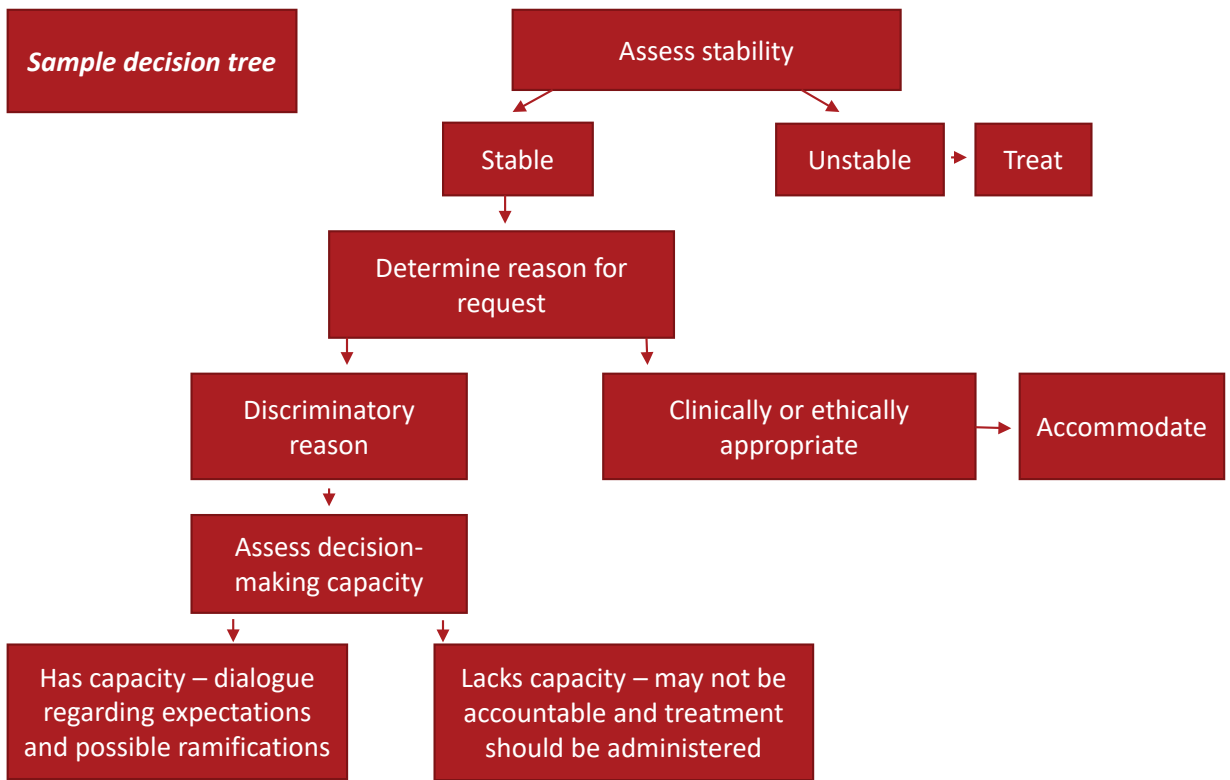 Sample decision tree
Assess stability
Stable
Unstable
Treat
Determine reason for
request
Discriminatory
reason
Clinically or ethically
appropriate
Accommodate
Assess decision-
making capacity
Has capacity – dialogue
regarding expectations
and possible ramifications
Lacks capacity – may not be
accountable and treatment
should be administered